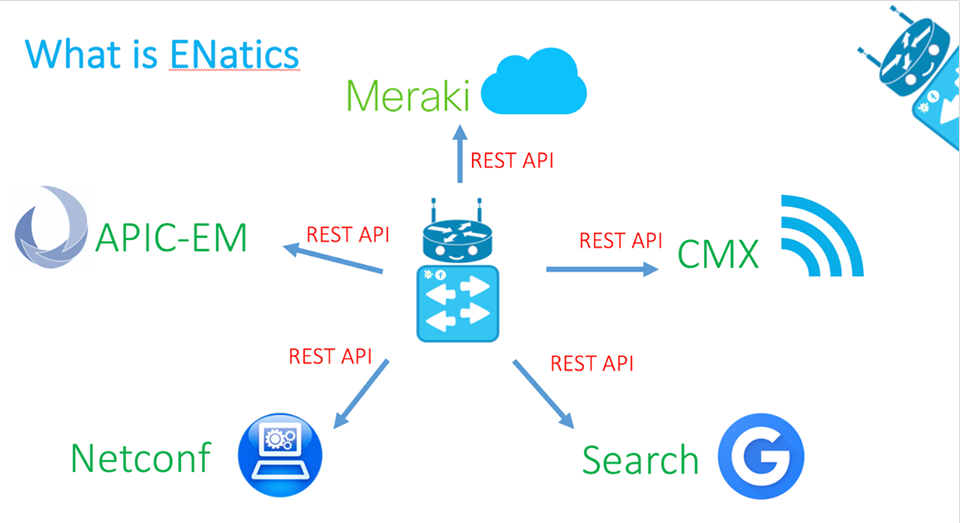 What is ENatics
Meraki
REST API
APIC-EM
REST API
REST API
CMX
REST API
REST API
Netconf
Search
G